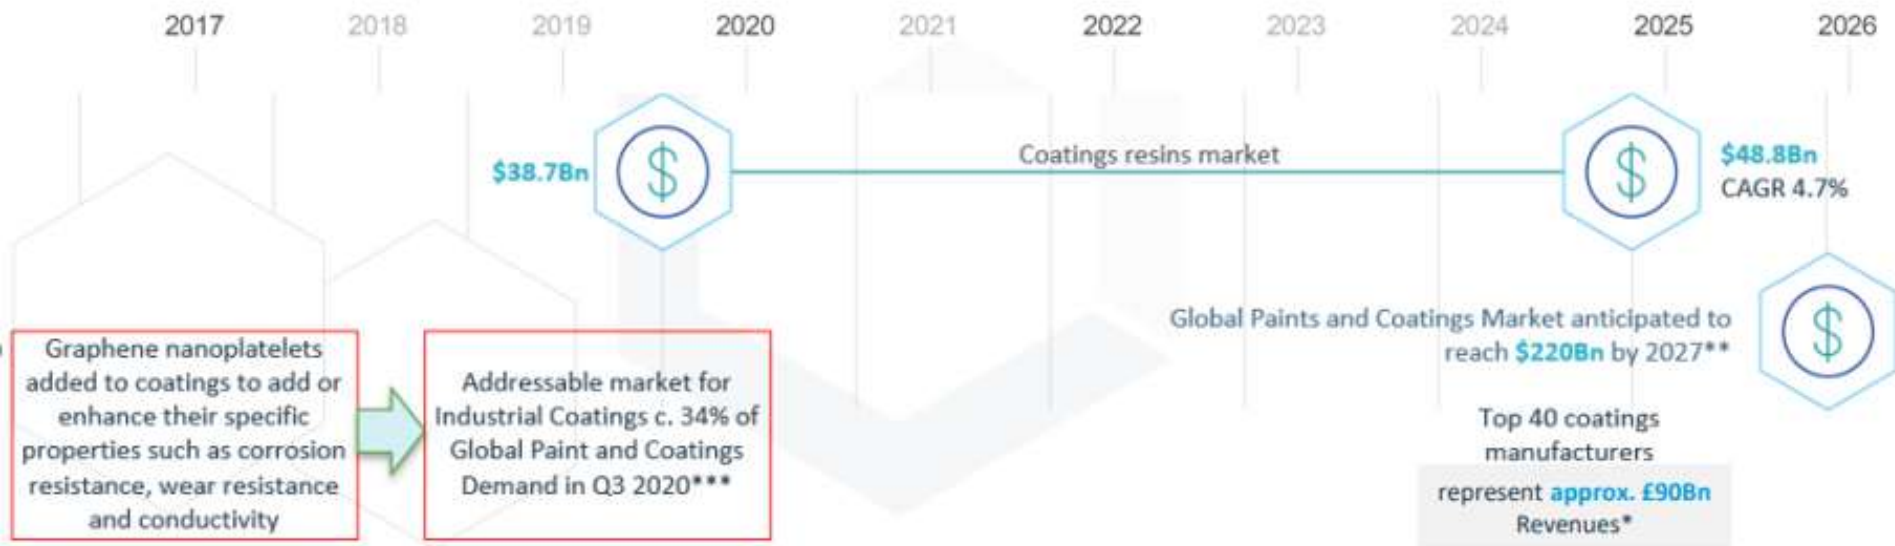 2017 2018 2019 2020 2021 2022 2023 2024 2025 2026
$38.7Bn
Coatings resins market
$48.8Bn
CAGR 4.7%
Global Paints and Coatings Market anticipated to
reach $220Bn by 2027**
Graphene nanoplatelets
added to coatings to add or
enhance their specific
properties such as corrosion
resistance, wear resistance
and conductivity
Addressable market for
Industrial Coatings c. 34% of
Global Paint and Coatings
Demand in Q3 2020***
Top 40 coatings
manufacturers
represent approx. £90Bn
Revenues*